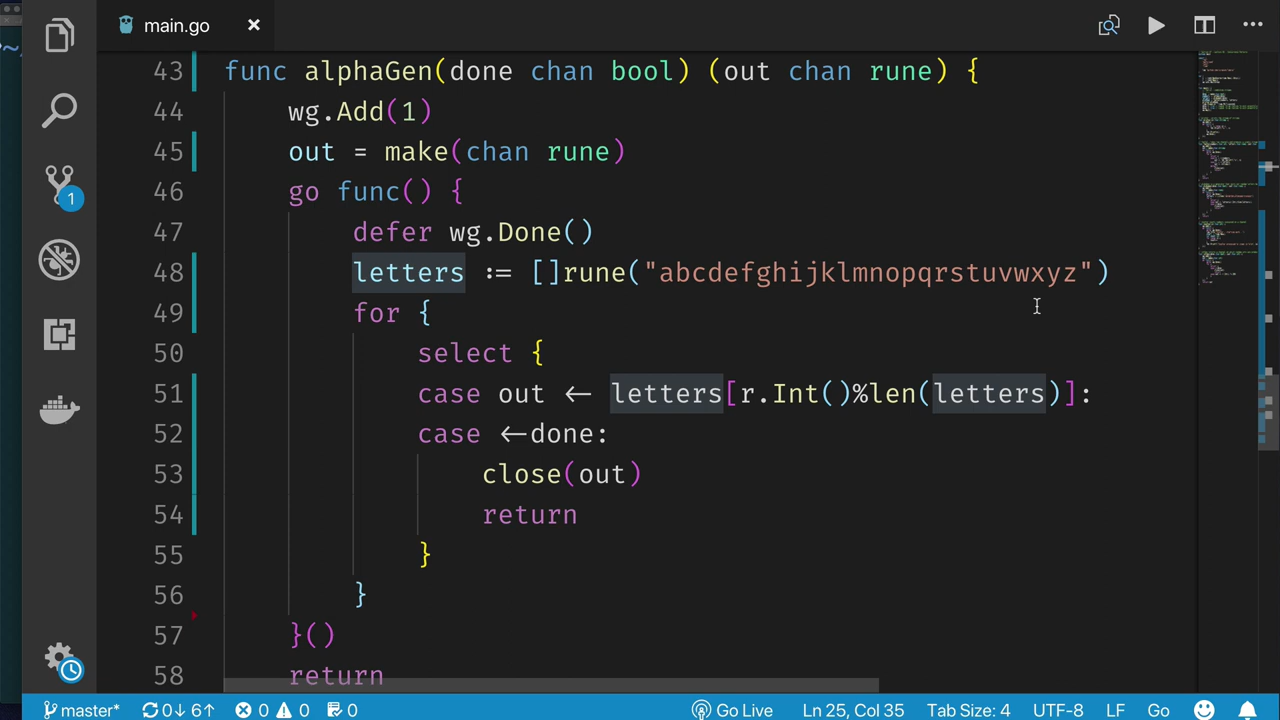 main.go
43 func alphaGen(done chan bool) (out chan rune) {
44 wg.Add(1)
45 out = make(chan rune)
46 go func() {
47 defer wg.Done()
48 letters := []rune("abcdefghijklmnopqrstuvwxyz")
49 for {
50 select {
51 case out <- letters[r.Int()%len(letters)]:
52 case <-done:
53 close(out)
54 return
55 }
56 }
57 }()
58 return
1
master* 0↓ 6↑ 0 0 0 Go Live Ln 25, Col 35 Tab Size: 4 UTF-8 LF Go